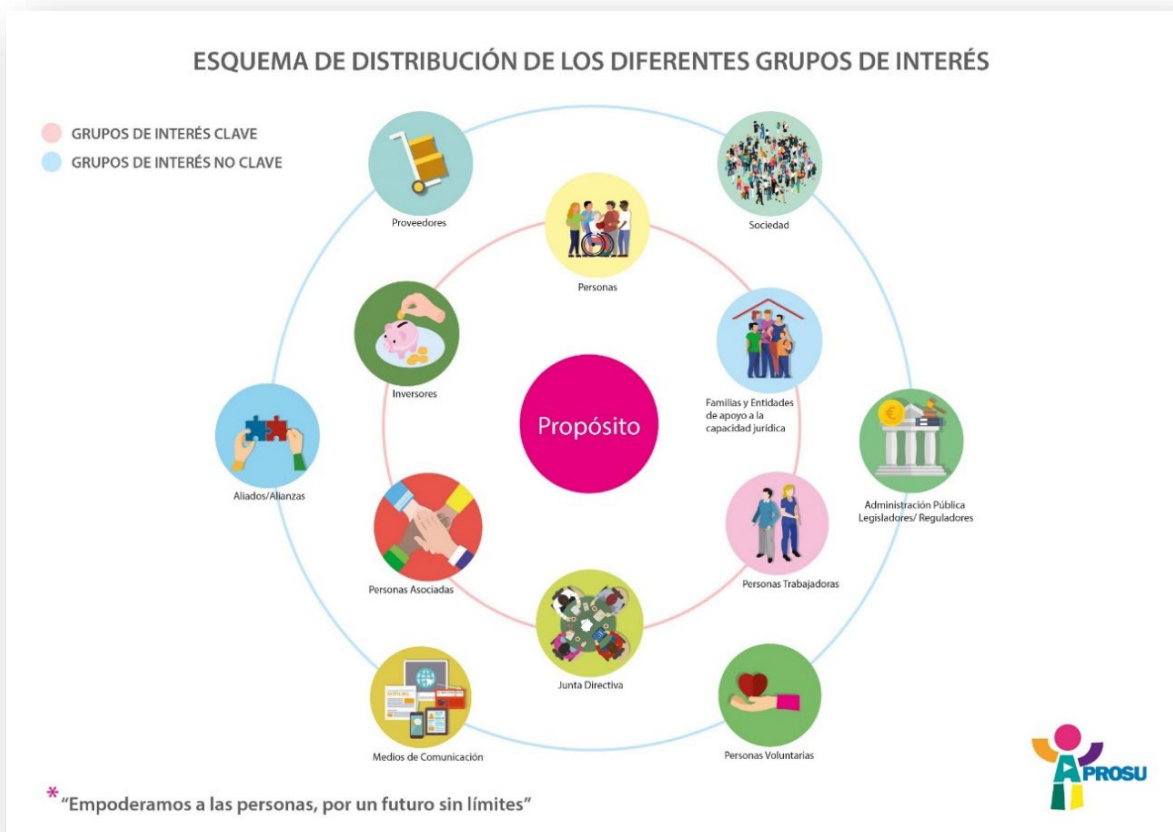 ESQUEMA DE DISTRIBUCIÓN DE LOS DIFERENTES GRUPOS DE INTERÉS
GRUPOS DE INTERÉS CLAVE
GRUPOS DE INTERÉS NO CLAVE
Proveedores
Sociedad
Personas
Inversores
Familias y Entidades
de apoyo a la
capacidad jurídica
Propósito
Aliados/Alianzas
Administración Pública
Legisladores/ Reguladores
Personas Asociadas
Personas Trabajadoras
Junta Directiva
Medios de Comunicación
Personas Voluntarias
APROSU
* "Empoderamos a las personas, por un futuro sin límites"